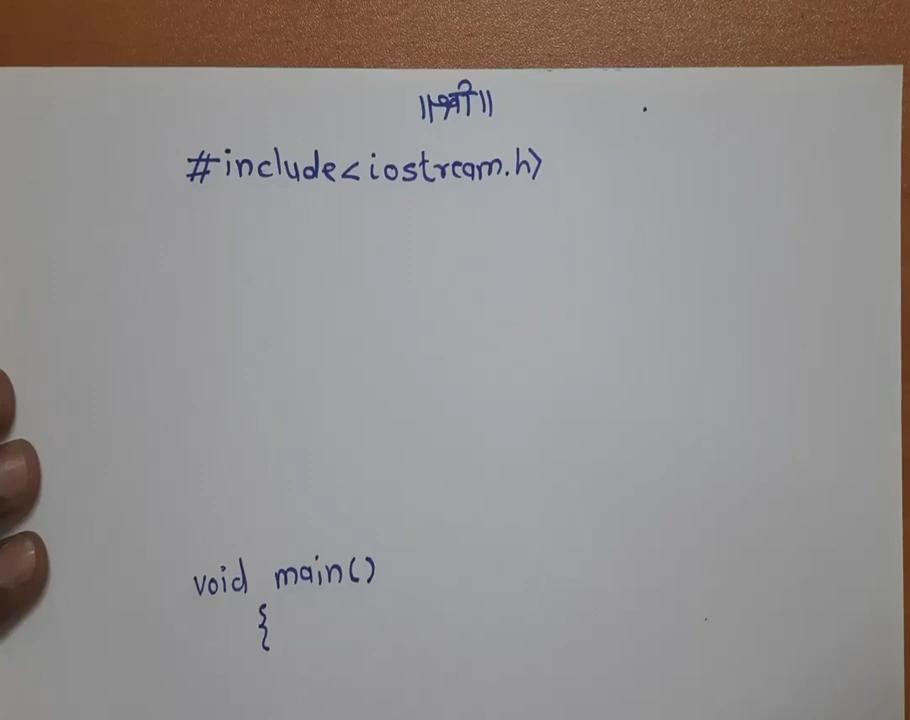 ||श्री||
#include<iostream.h>
void main()
{